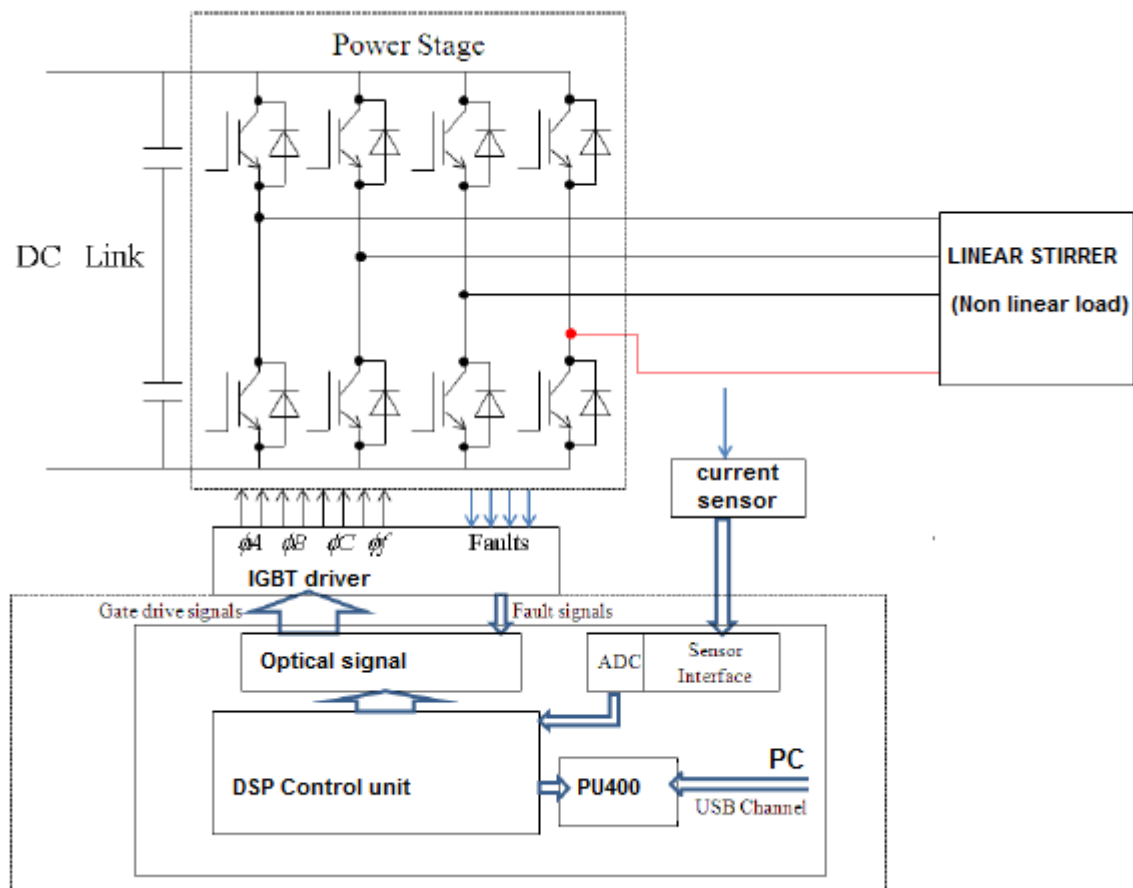 Power Stage
DC Link
LINEAR STIRRER
(Non linear load)
current
sensor
ϕA ϕB ϕC ϕf
Faults
IGBT driver
Gate drive signals
Fault signals
Optical signal
ADC
Sensor
Interface
DSP Control unit
PU400
PC
USB Channel